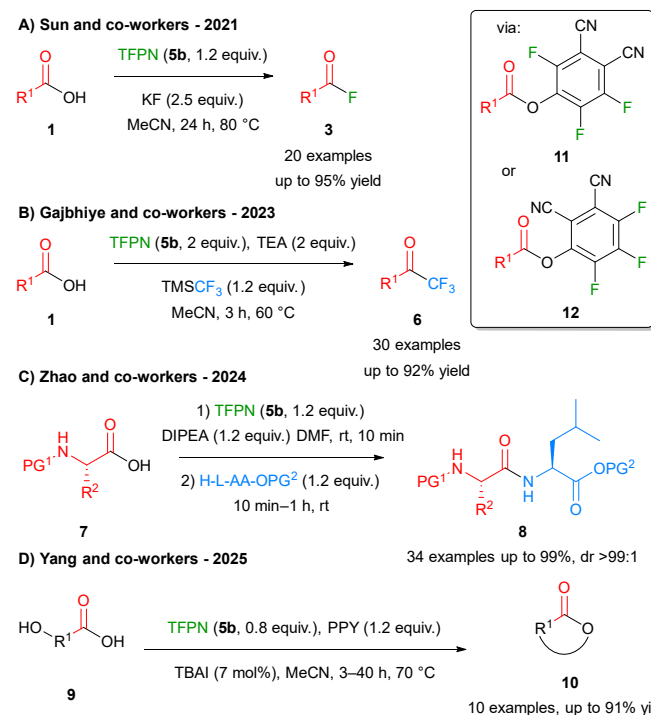 A) Sun and co-workers - 2021
O
R1
OH
1
TFPN (5b, 1.2 equiv.)
KF (2.5 equiv.)
MeCN, 24 h, 80 °C
O
R1
F
3
20 examples
up to 95% yield
via:
CN
F
CN
O
R1
O
F
F
11
or
CN
CN
F
O
R1
O
F
F
12
B) Gajbhiye and co-workers - 2023
O
R1
OH
1
TFPN (5b, 2 equiv.), TEA (2 equiv.)
TMSCF3 (1.2 equiv.)
MeCN, 3 h, 60 °C
O
R1
CF3
6
30 examples
up to 92% yield
C) Zhao and co-workers - 2024
H
N
PG1
O
OH
R2
7
1) TFPN (5b, 1.2 equiv.)
DIPEA (1.2 equiv.) DMF, rt, 10 min
2) H-L-AA-OPG2 (1.2 equiv.)
10 min–1 h, rt
H
N
PG1
O
R2
N
H
OPG2
O
8
34 examples up to 99%, dr >99:1
D) Yang and co-workers - 2025
O
HO
R1
OH
9
TFPN (5b, 0.8 equiv.), PPY (1.2 equiv.)
TBAI (7 mol%), MeCN, 3–40 h, 70 °C
O
R1
O
10
10 examples, up to 91% yi